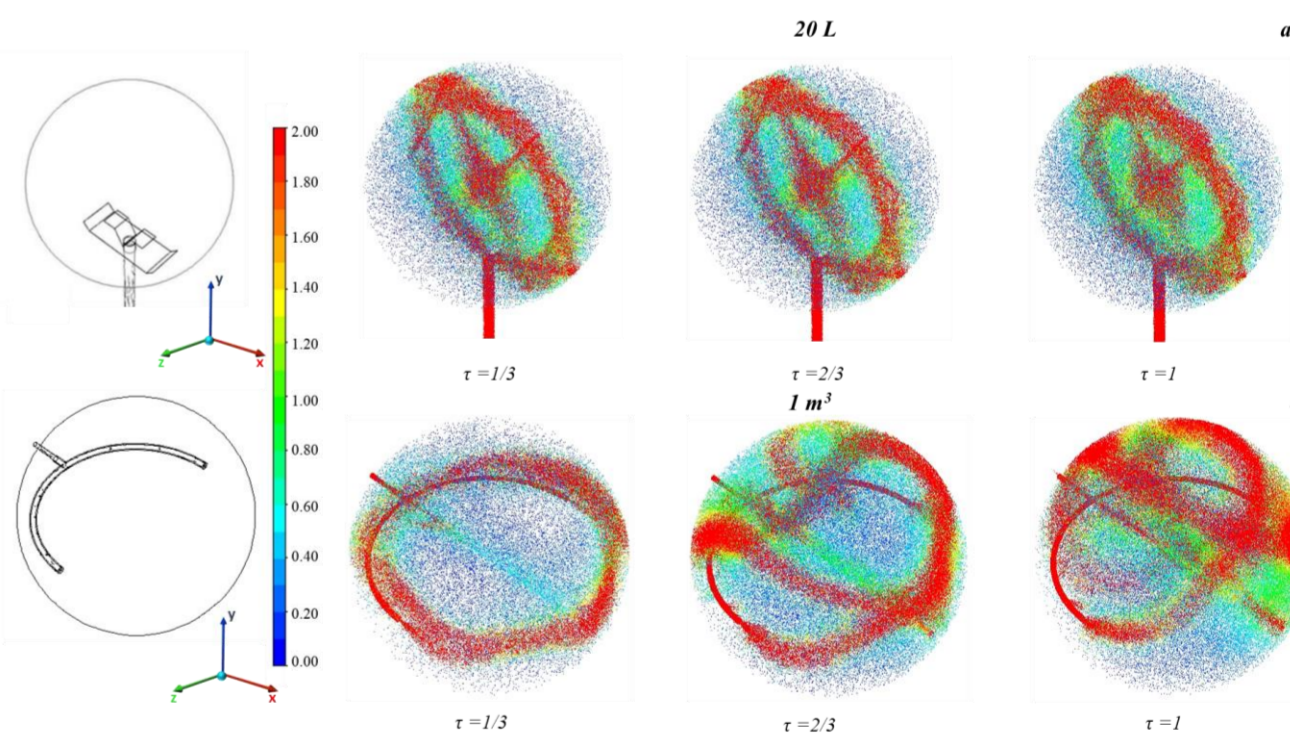 20 L
a
2.00
1.80
1.60
1.40
1.20
1.00
0.80
0.60
0.40
0.20
0.00
y
z
x
τ =1/3
τ =2/3
τ =1
1 m³
y
z
x
τ =1/3
τ =2/3
τ =1